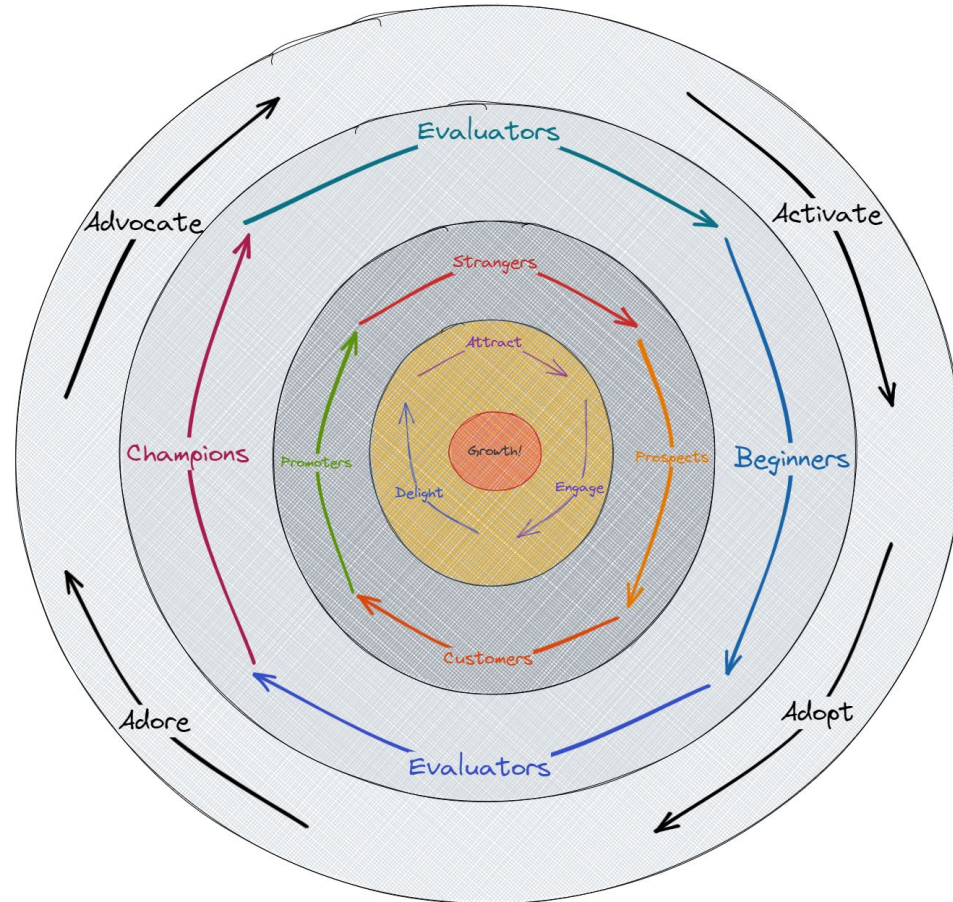 Evaluators
Advocate
Activate
Strangers
Attract
Growth!
Champions
Promoters
Prospects
Beginners
Delight
Engage
Customers
Adore
Adopt
Evaluators